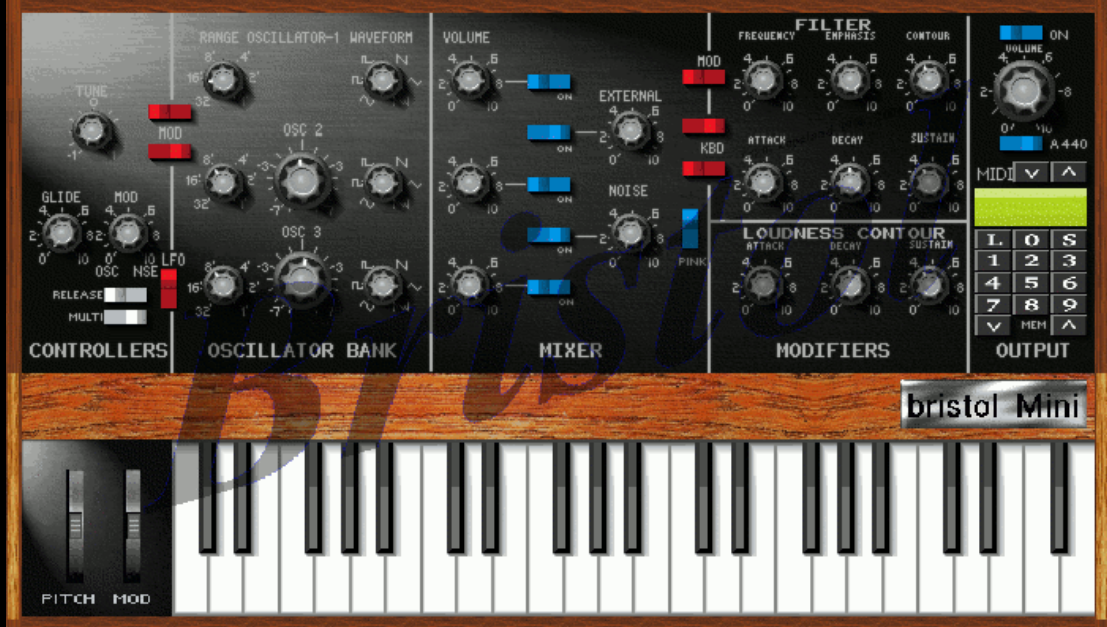 FILTER
RANGE OSCILLATOR-1 WAVEFORM
VOLUME
FREQUENCY EMPHASIS CONTOUR
ON
VOLUME
MOD
TUNE
EXTERNAL
ON
MOD
OSC 2
KBD
ON
ATTACK DECAY SUSTAIN
A440
MIDI
GLIDE MOD
NOISE
ON
OSC 3
LOUDNESS CONTOUR
ATTACK DECAY SUSTAIN
ON
PINK
L O S
1 2 3
4 5 6
7 8 9
MEM
OSC NSE LFO
RELEASE
MULTI
ON
CONTROLLERS OSCILLATOR BANK MIXER MODIFIERS OUTPUT
Bristol
bristol Mini
PITCH MOD